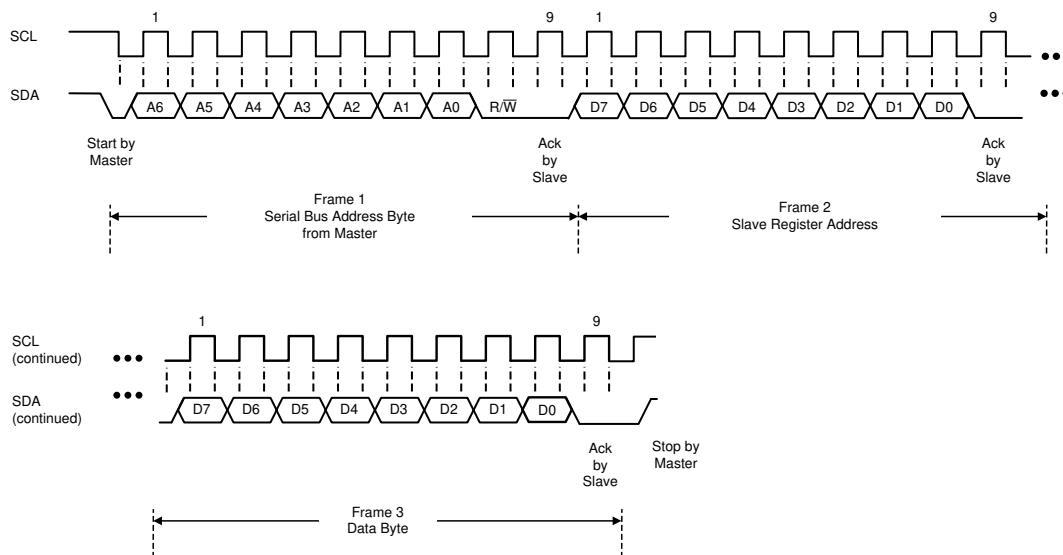 1 9 1 9
SCL
SDA A6 A5 A4 A3 A2 A1 A0 R/W̅ D7 D6 D5 D4 D3 D2 D1 D0
Start by
Master
Ack
by
Slave
Ack
by
Slave
Frame 1
Serial Bus Address Byte
from Master
Frame 2
Slave Register Address
1 9
SCL
(continued)
SDA
(continued)
D7 D6 D5 D4 D3 D2 D1 D0
Ack
by
Slave
Stop by
Master
Frame 3
Data Byte